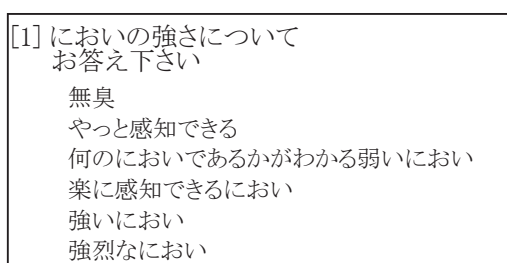 [1] においの強さについて
お答え下さい
無臭
やっと感知できる
何のにおいであるかがわかる弱いにおい
楽に感知できるにおい
強いにおい
強烈なにおい